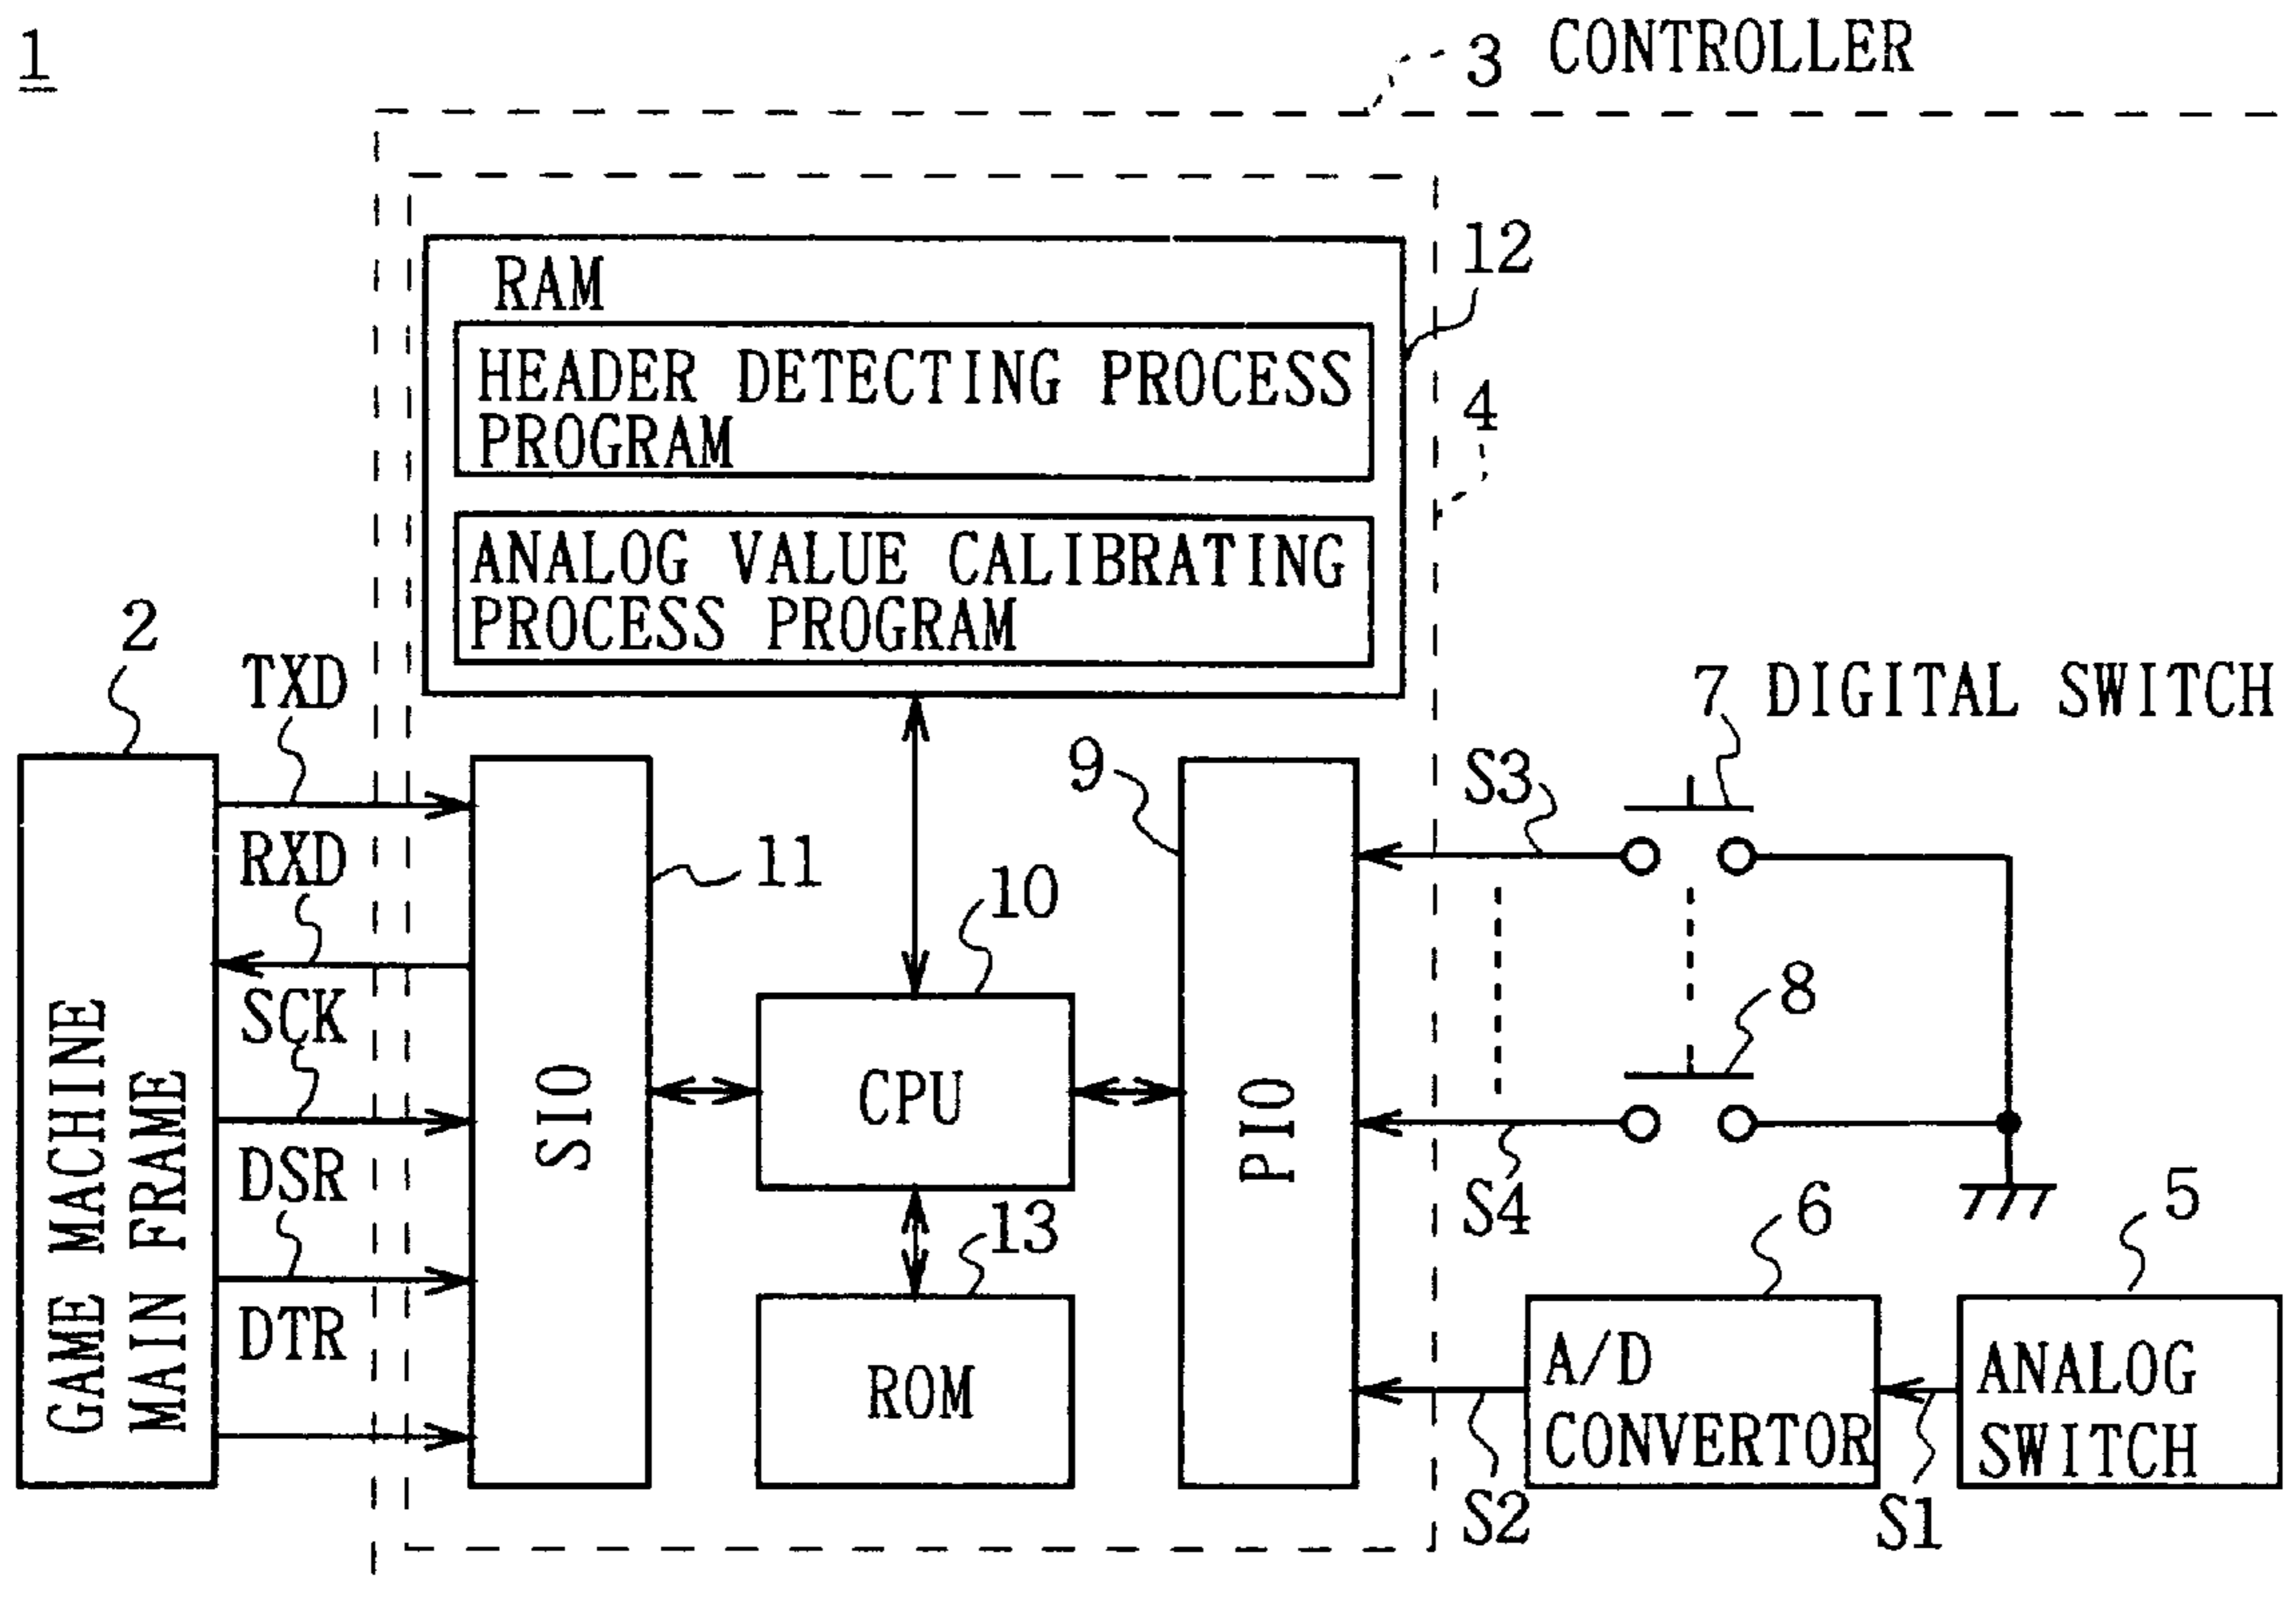 1
3 CONTROLLER
12
RAM
HEADER DETECTING PROCESS
PROGRAM
4
ANALOG VALUE CALIBRATING
PROCESS PROGRAM
2
TXD
7 DIGITAL SWITCH
9
S3
RXD
11
10
8
SCK
GAME MACHINE
MAIN FRAME
SIO
CPU
PIO
DSR
S4
13
6
5
DTR
ROM
A/D
CONVERTOR
ANALOG
SWITCH
S2
S1